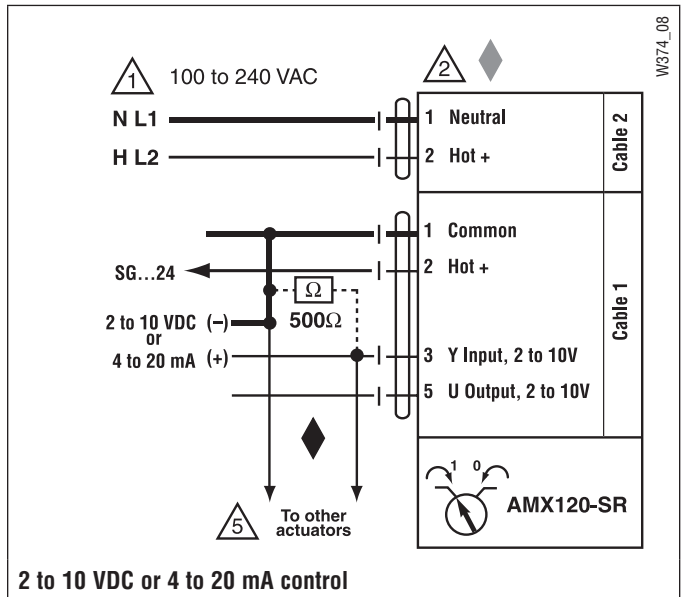 W374_08
1 100 to 240 VAC
2
N L1
H L2
1 Neutral
2 Hot +
Cable 2
1 Common
2 Hot +
SG...24
Ω
500Ω
2 to 10 VDC (–)
or
4 to 20 mA (+)
3 Y Input, 2 to 10V
5 U Output, 2 to 10V
Cable 1
1 0
AMX120-SR
5
To other
actuators
2 to 10 VDC or 4 to 20 mA control